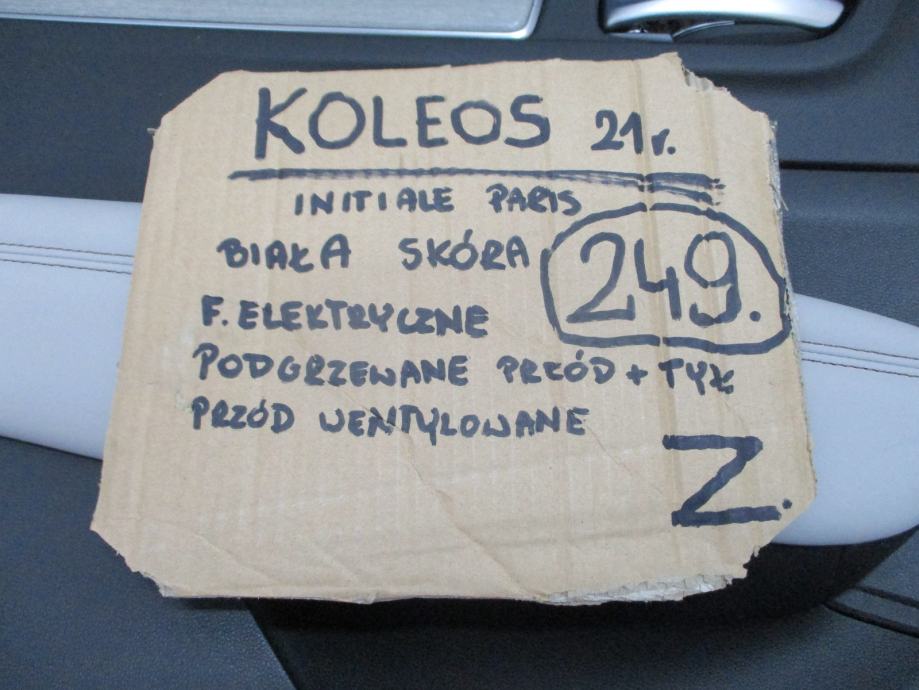 KOLEOS 21r.
INITIALE PARIS
BIAŁA SKÓRA 249.
F. ELEKTRYCZNE
PODGRZEWANE PRZÓD + TYŁ
PRZÓD WENTYLOWANE
Z.